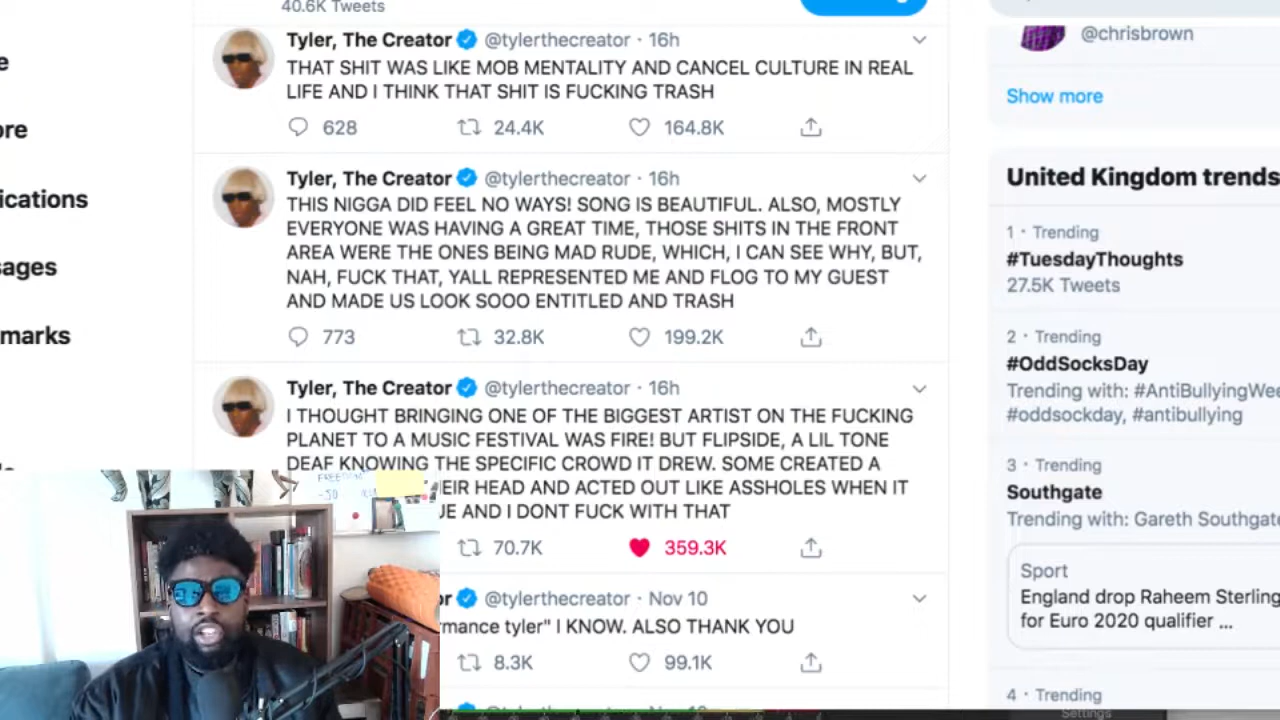 40.6K Tweets
Tyler, The Creator @tylerthecreator · 16h
THAT SHIT WAS LIKE MOB MENTALITY AND CANCEL CULTURE IN REAL
LIFE AND I THINK THAT SHIT IS FUCKING TRASH
628 24.4K 164.8K
Tyler, The Creator @tylerthecreator · 16h
THIS NIGGA DID FEEL NO WAYS! SONG IS BEAUTIFUL. ALSO, MOSTLY
EVERYONE WAS HAVING A GREAT TIME, THOSE SHITS IN THE FRONT
AREA WERE THE ONES BEING MAD RUDE, WHICH, I CAN SEE WHY, BUT,
NAH, FUCK THAT, YALL REPRESENTED ME AND FLOG TO MY GUEST
AND MADE US LOOK SOOO ENTITLED AND TRASH
773 32.8K 199.2K
Tyler, The Creator @tylerthecreator · 16h
I THOUGHT BRINGING ONE OF THE BIGGEST ARTIST ON THE FUCKING
PLANET TO A MUSIC FESTIVAL WAS FIRE! BUT FLIPSIDE, A LIL TONE
DEAF KNOWING THE SPECIFIC CROWD IT DREW. SOME CREATED A
EIR HEAD AND ACTED OUT LIKE ASSHOLES WHEN IT
UE AND I DONT FUCK WITH THAT
70.7K 359.3K
or @tylerthecreator · Nov 10
rmance tyler" I KNOW. ALSO THANK YOU
8.3K 99.1K
e
ore
ications
sages
marks
@chrisbrown
Show more
United Kingdom trends
1 · Trending
#TuesdayThoughts
27.5K Tweets
2 · Trending
#OddSocksDay
Trending with: #AntiBullyingWee
#oddsockday, #antibullying
3 · Trending
Southgate
Trending with: Gareth Southgate
Sport
England drop Raheem Sterling
for Euro 2020 qualifier ...
4 · Trending
Settings
FREEDOM